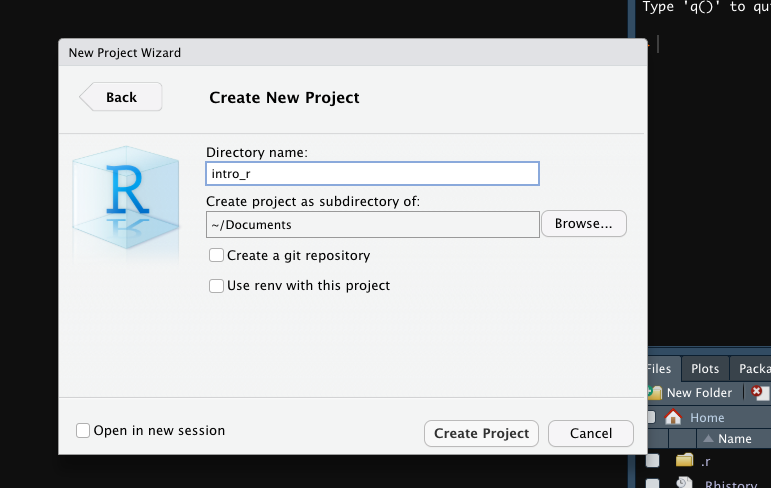 Type 'q()' to qu
New Project Wizard
Back
Create New Project
R
Directory name:
intro_r
Create project as subdirectory of:
~/Documents
Browse...
Create a git repository
Use renv with this project
Open in new session
Create Project
Cancel
Files Plots Packa
New Folder
Home
Name
.r
.Rhistory